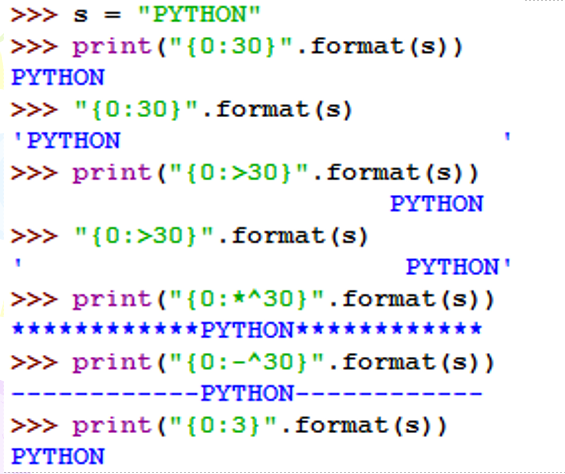 >>> s = "PYTHON"
>>> print("{0:30}".format(s))
PYTHON
>>> "{0:30}".format(s)
'PYTHON                        '
>>> print("{0:>30}".format(s))
                        PYTHON
>>> "{0:>30}".format(s)
'                        PYTHON'
>>> print("{0:*^30}".format(s))
************PYTHON************
>>> print("{0:-^30}".format(s))
------------PYTHON------------
>>> print("{0:3}".format(s))
PYTHON